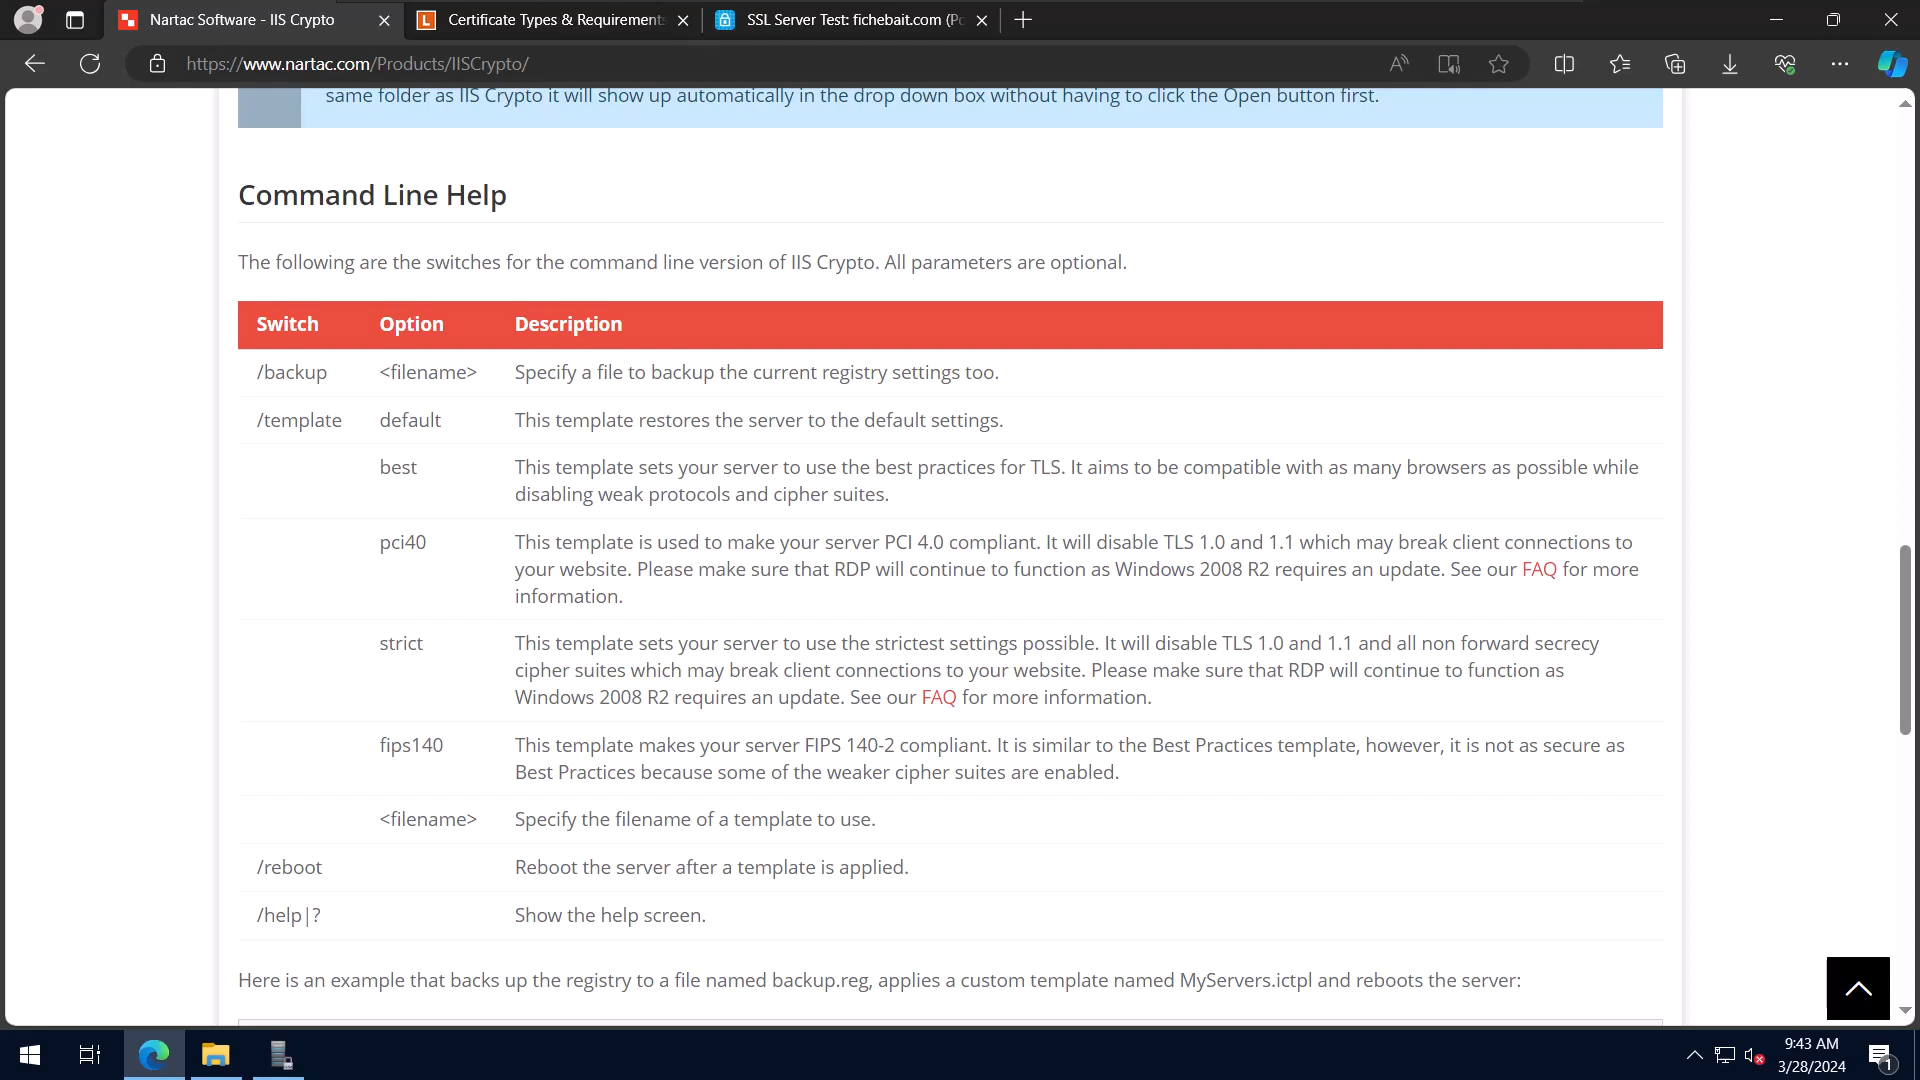 Nartac Software - IIS Crypto
Certificate Types & Requirements
SSL Server Test: fichebait.com (Po
https://www.nartac.com/Products/IISCrypto/
same folder as IIS Crypto it will show up automatically in the drop down box without having to click the Open button first.
Command Line Help
The following are the switches for the command line version of IIS Crypto. All parameters are optional.
Switch Option Description
/backup <filename> Specify a file to backup the current registry settings too.
/template default This template restores the server to the default settings.
best This template sets your server to use the best practices for TLS. It aims to be compatible with as many browsers as possible while
disabling weak protocols and cipher suites.
pci40 This template is used to make your server PCI 4.0 compliant. It will disable TLS 1.0 and 1.1 which may break client connections to
your website. Please make sure that RDP will continue to function as Windows 2008 R2 requires an update. See our FAQ for more
information.
strict This template sets your server to use the strictest settings possible. It will disable TLS 1.0 and 1.1 and all non forward secrecy
cipher suites which may break client connections to your website. Please make sure that RDP will continue to function as
Windows 2008 R2 requires an update. See our FAQ for more information.
fips140 This template makes your server FIPS 140-2 compliant. It is similar to the Best Practices template, however, it is not as secure as
Best Practices because some of the weaker cipher suites are enabled.
<filename> Specify the filename of a template to use.
/reboot Reboot the server after a template is applied.
/help|? Show the help screen.
Here is an example that backs up the registry to a file named backup.reg, applies a custom template named MyServers.ictpl and reboots the server:
9:43 AM
3/28/2024
1